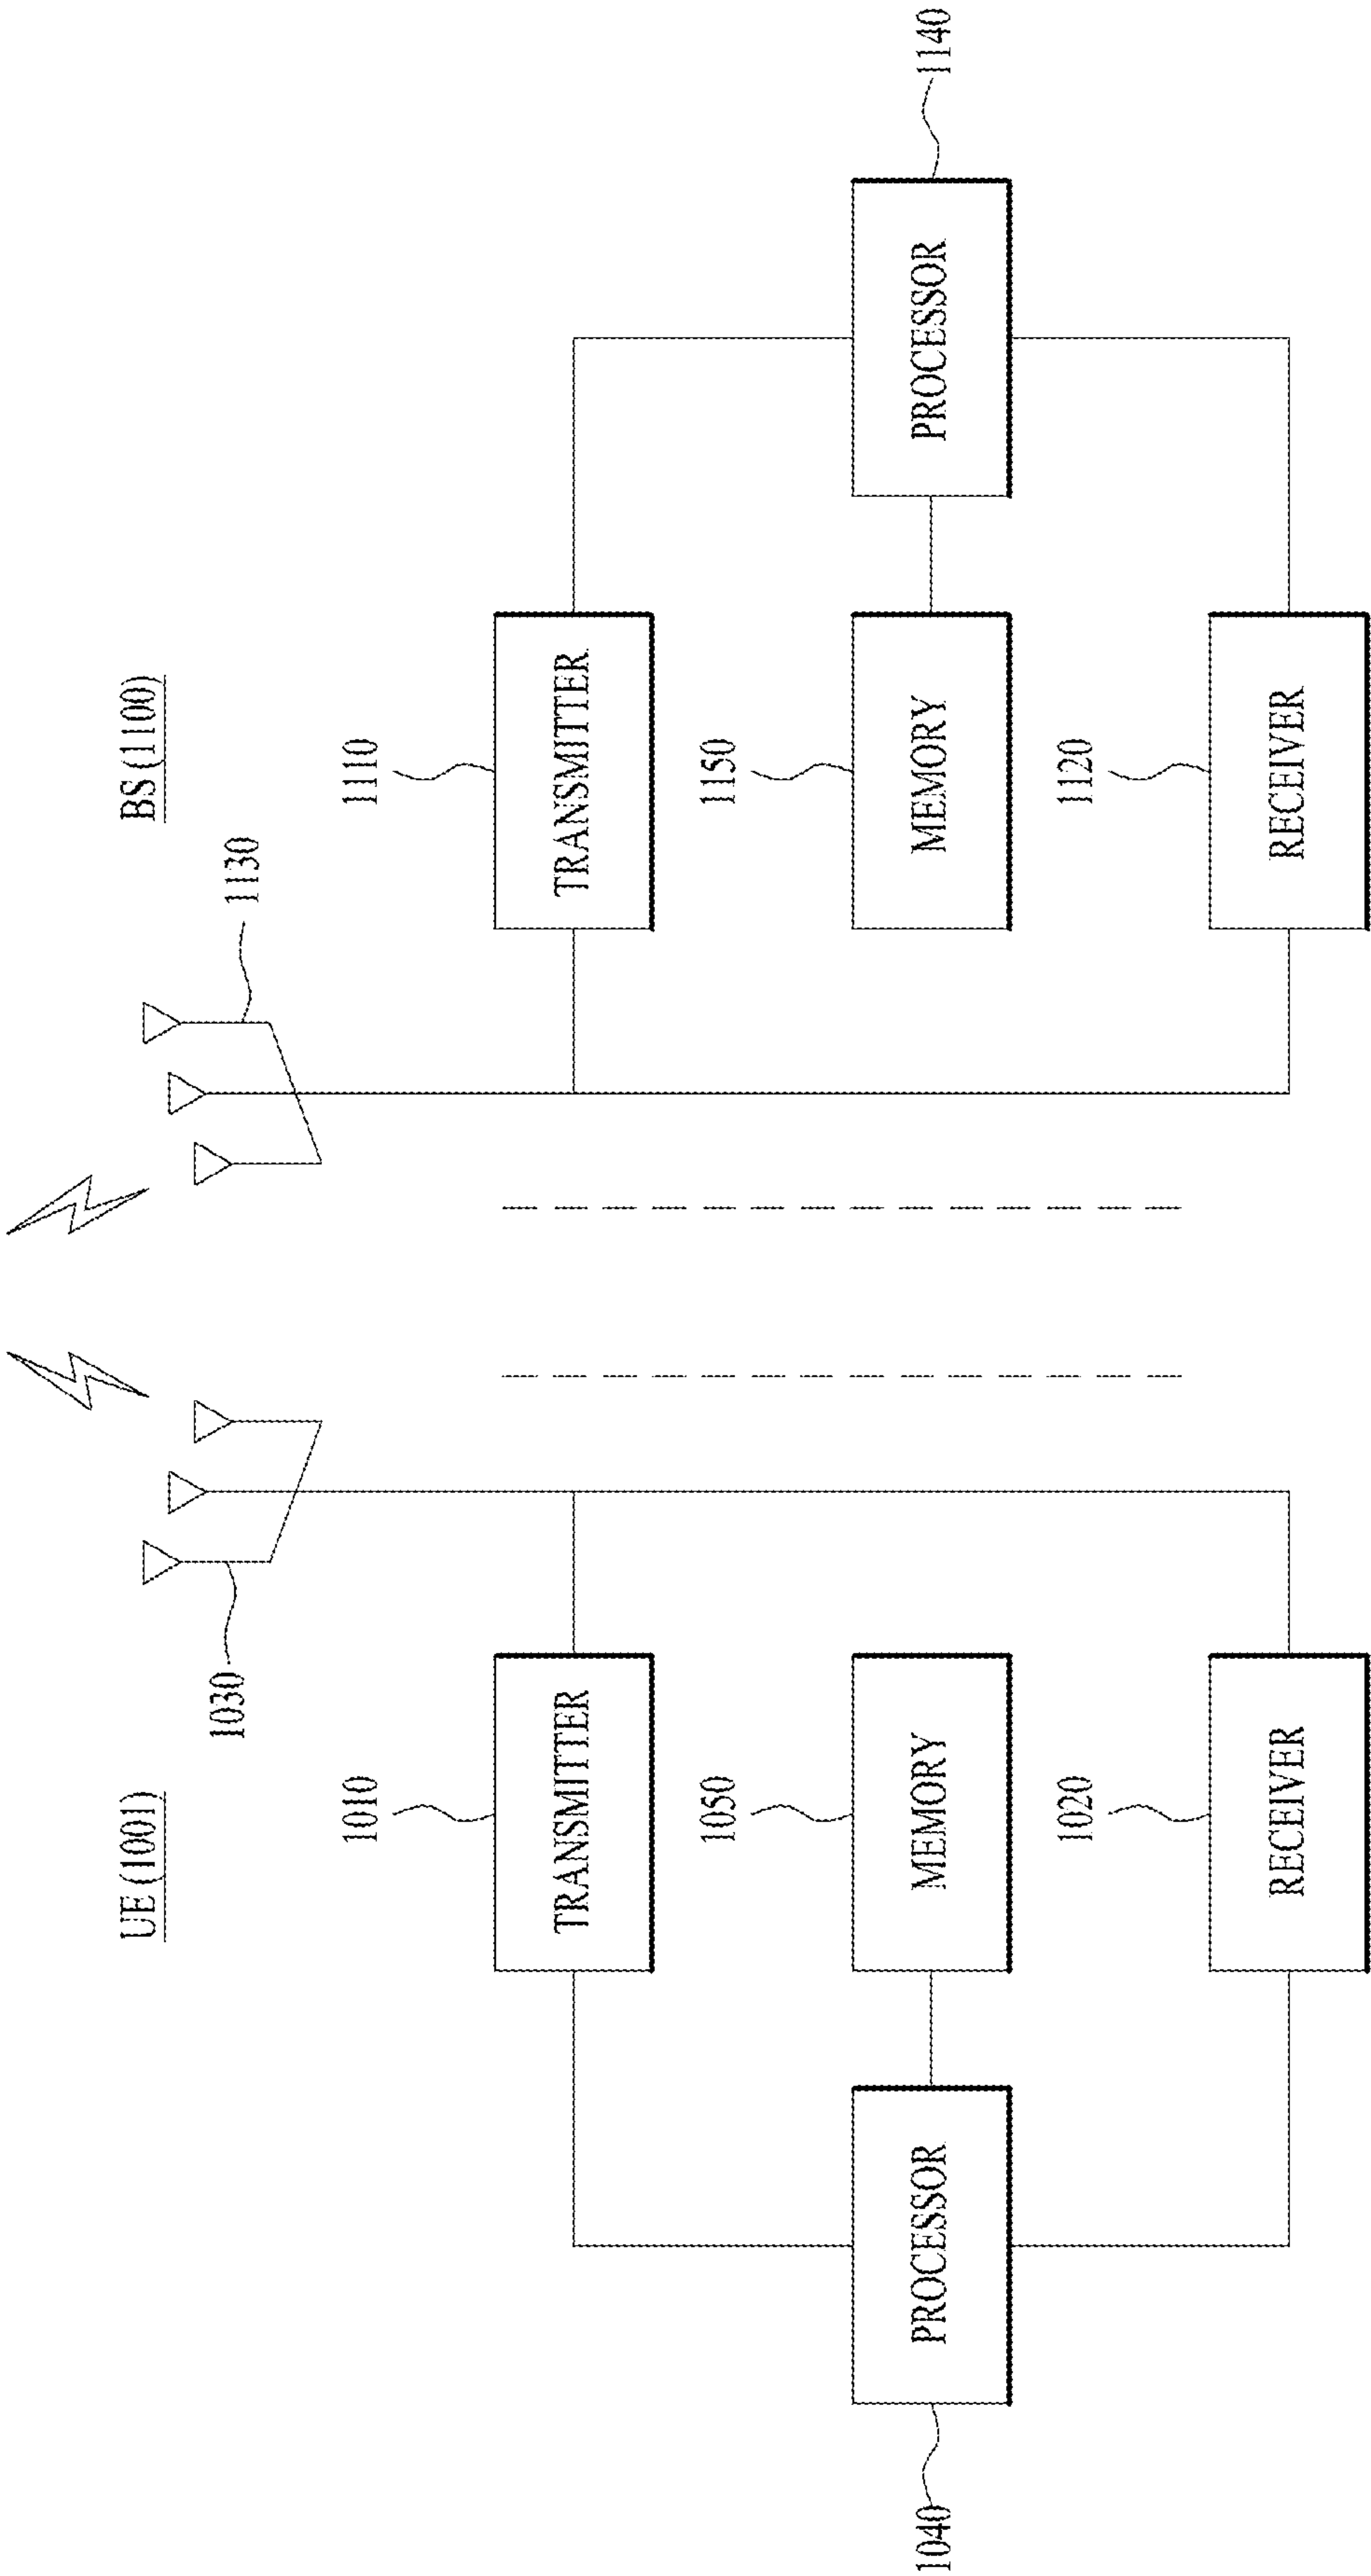 UE (1001)
BS (1100)
1030
1130
1010
1110
TRANSMITTER
TRANSMITTER
1050
1150
1040
PROCESSOR
MEMORY
MEMORY
PROCESSOR
1140
1020
1120
RECEIVER
RECEIVER